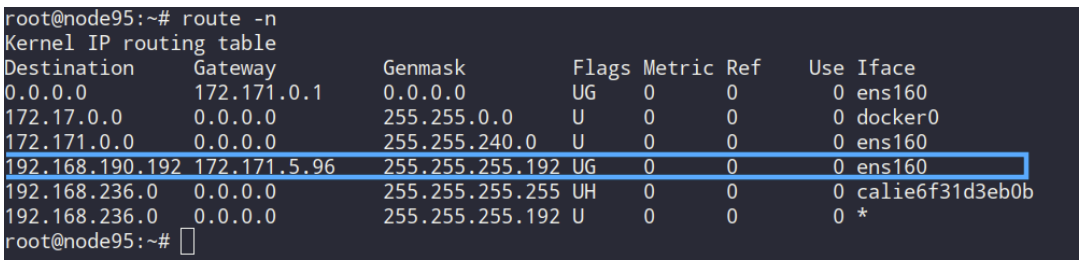 root@node95:~# route -n
Kernel IP routing table
Destination     Gateway         Genmask         Flags Metric Ref    Use Iface
0.0.0.0         172.171.0.1     0.0.0.0         UG    0      0        0 ens160
172.17.0.0      0.0.0.0         255.255.0.0     U     0      0        0 docker0
172.171.0.0     0.0.0.0         255.255.240.0   U     0      0        0 ens160
192.168.190.192 172.171.5.96    255.255.255.192 UG    0      0        0 ens160
192.168.236.0   0.0.0.0         255.255.255.255 UH    0      0        0 calie6f31d3eb0b
192.168.236.0   0.0.0.0         255.255.255.192 U     0      0        0 *
root@node95:~#